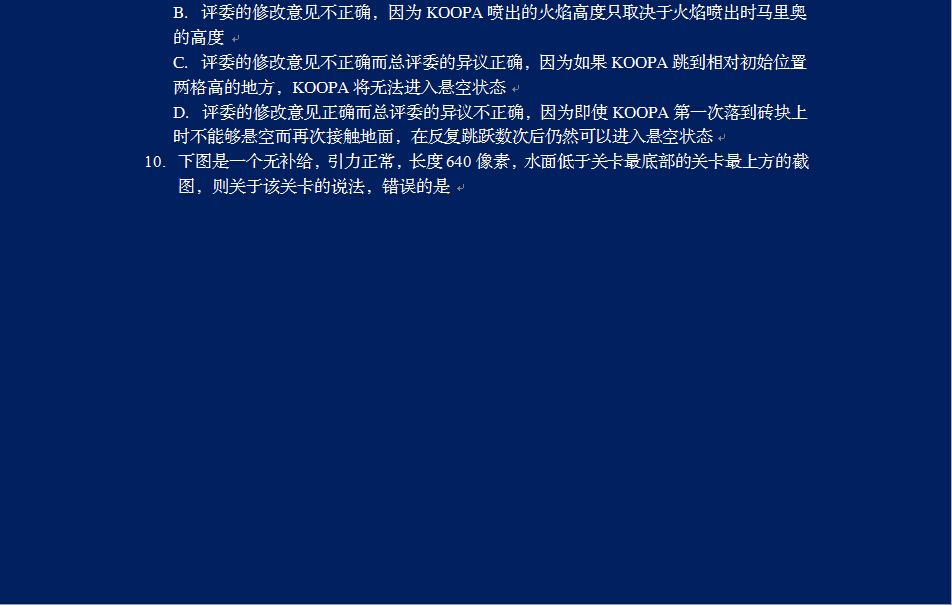 B. 评委的修改意见不正确，因为 KOOPA 喷出的火焰高度只取决于火焰喷出时马里奥
的高度
C. 评委的修改意见不正确而总评委的异议正确，因为如果 KOOPA 跳到相对初始位置
两格高的地方，KOOPA 将无法进入悬空状态
D. 评委的修改意见正确而总评委的异议不正确，因为即使 KOOPA 第一次落到砖块上
时不能够悬空而再次接触地面，在反复跳跃数次后仍然可以进入悬空状态
10. 下图是一个无补给，引力正常，长度 640 像素，水面低于关卡最底部的关卡最上方的截
图，则关于该关卡的说法，错误的是